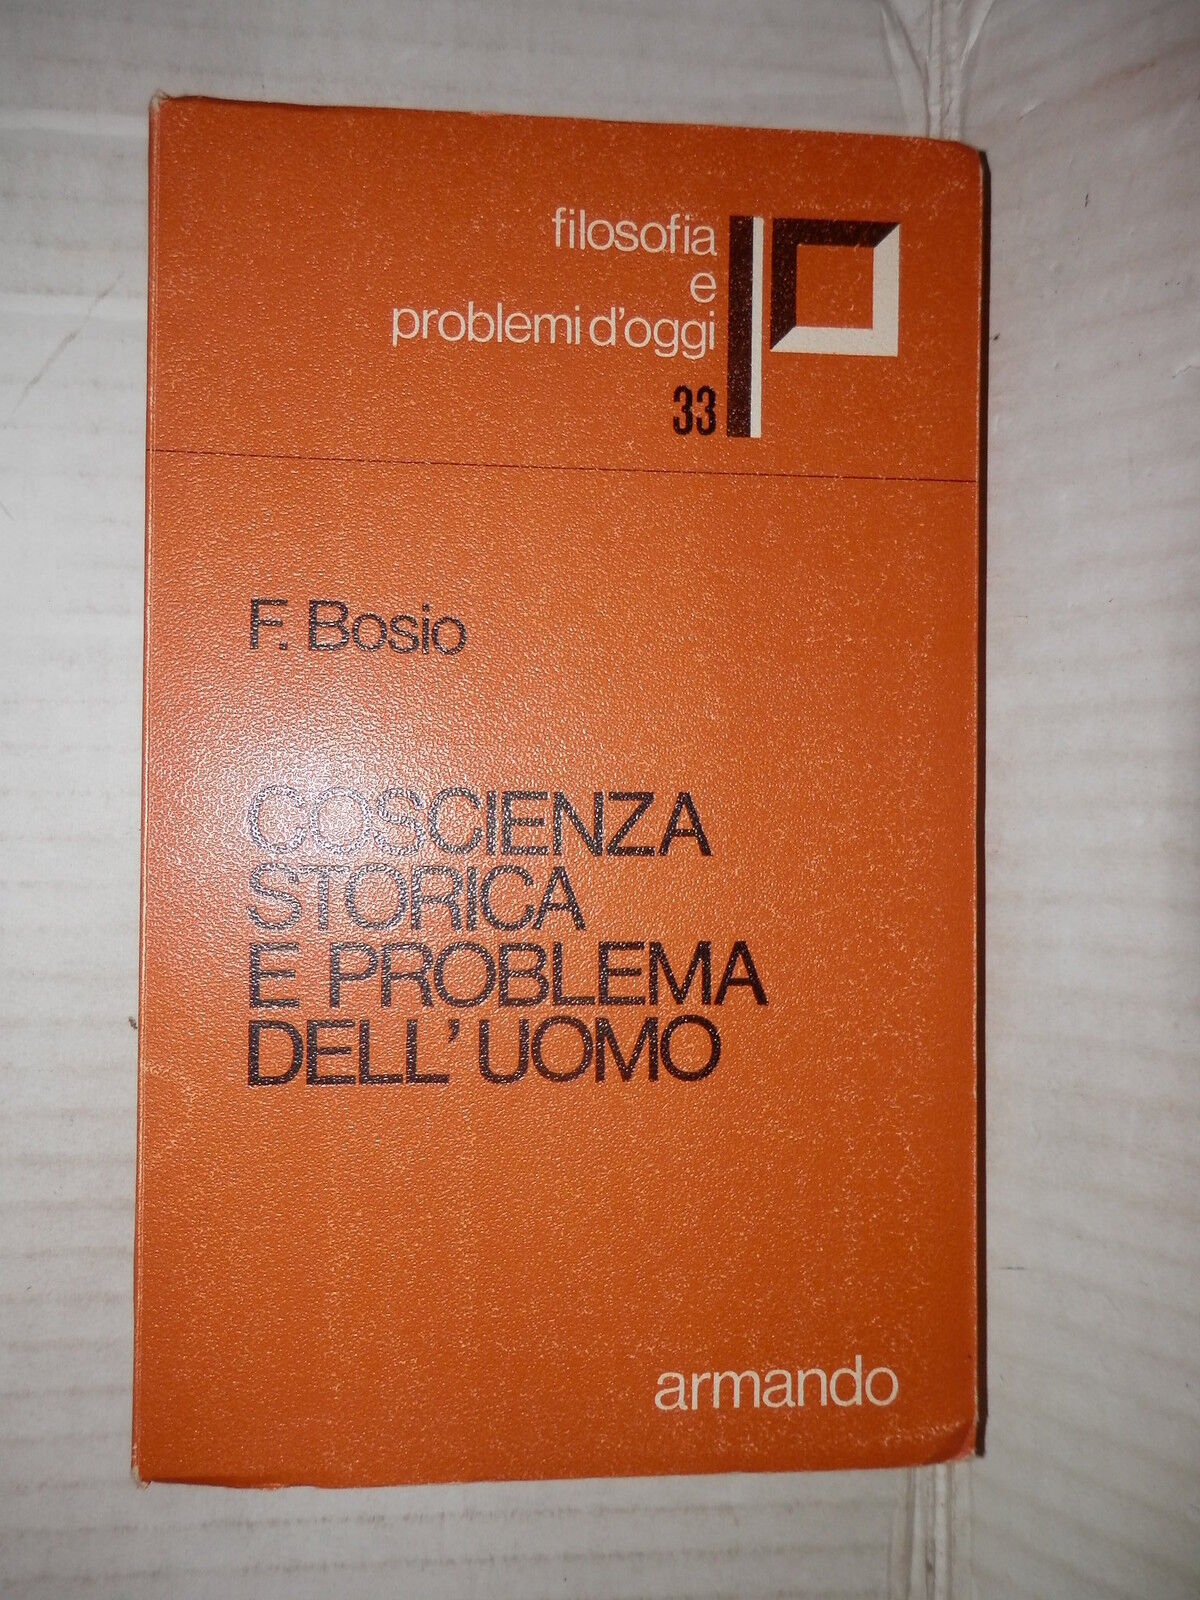 filosofia
e
problemi d'oggi
33
F. Bosio
COSCIENZA
STORICA
E PROBLEMA
DELL'UOMO
armando